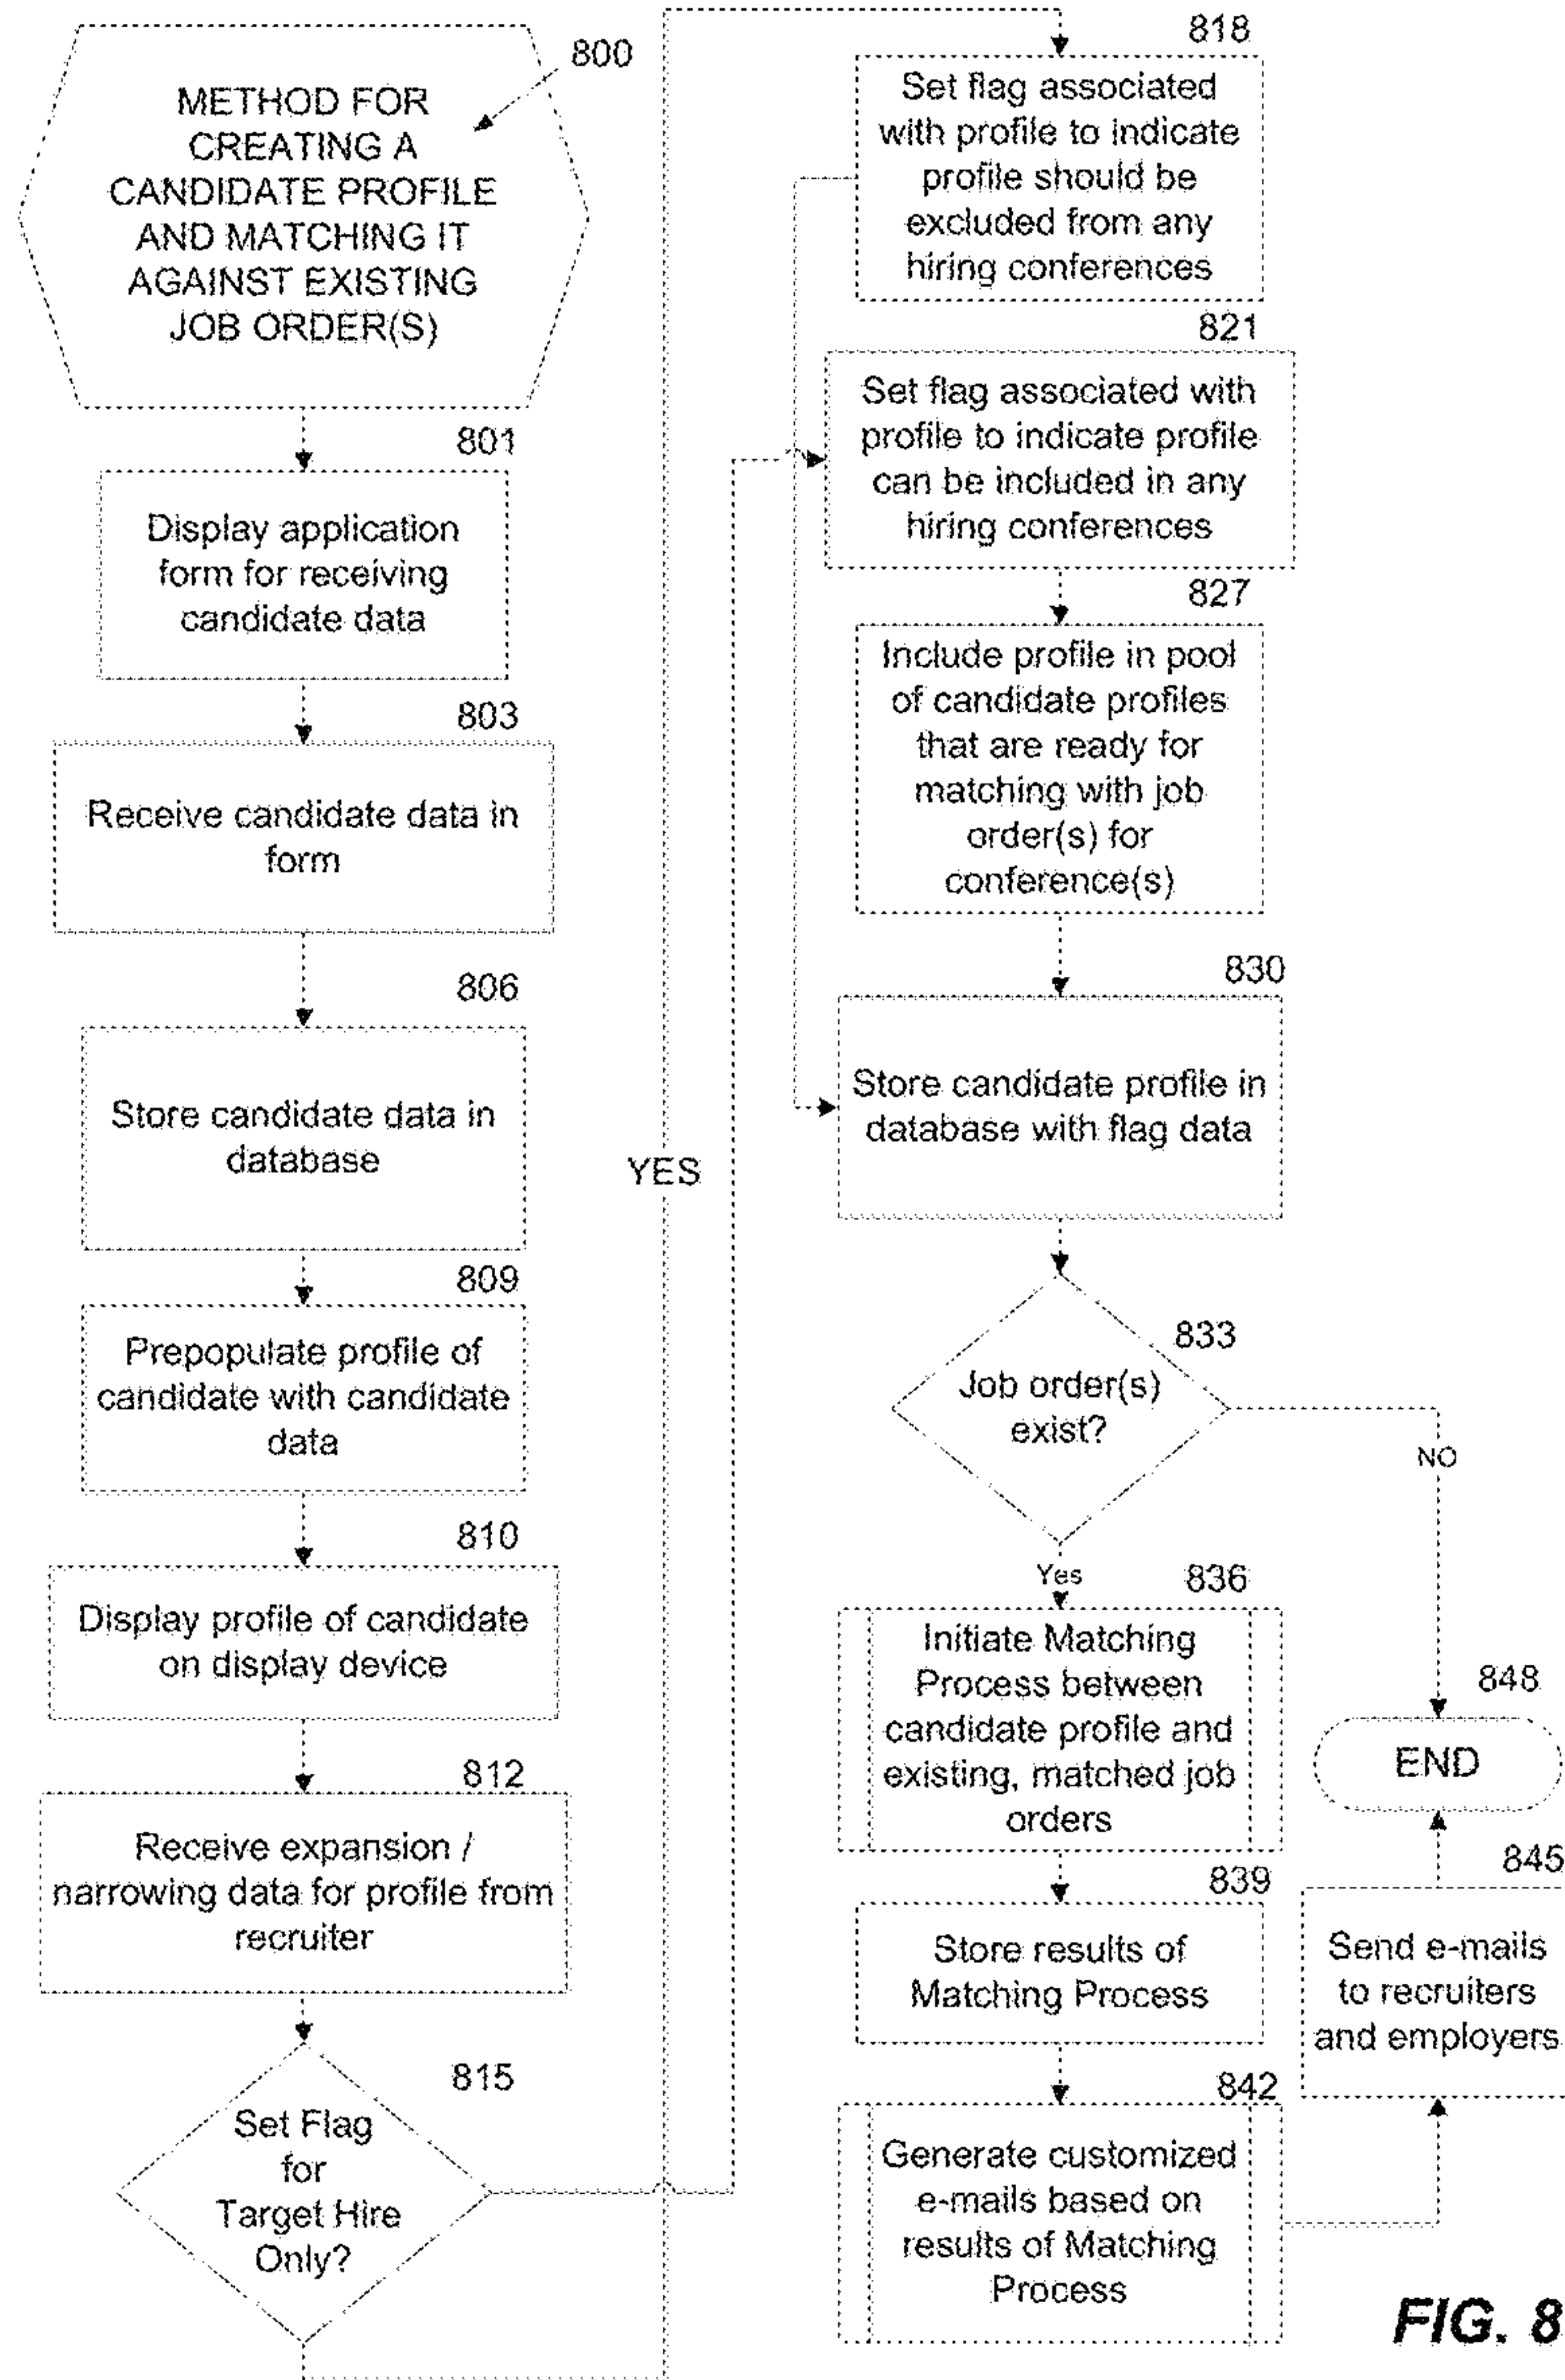 800
METHOD FOR
CREATING A
CANDIDATE PROFILE
AND MATCHING IT
AGAINST EXISTING
JOB ORDER(S)
801
Display application
form for receiving
candidate data
803
Receive candidate data in
form
806
Store candidate data in
database
809
Prepopulate profile of
candidate with candidate
data
810
Display profile of candidate
on display device
812
Receive expansion /
narrowing data for profile from
recruiter
815
Set Flag
for
Target Hire
Only?
YES
818
Set flag associated
with profile to indicate
profile should be
excluded from any
hiring conferences
821
Set flag associated with
profile to indicate profile
can be included in any
hiring conferences
827
Include profile in pool
of candidate profiles
that are ready for
matching with job
order(s) for
conference(s)
830
Store candidate profile in
database with flag data
833
Job order(s)
exist?
NO
Yes
836
Initiate Matching
Process between
candidate profile and
existing, matched job
orders
839
Store results of
Matching Process
842
Generate customized
e-mails based on
results of Matching
Process
845
Send e-mails
to recruiters
and employers
848
END
FIG. 8